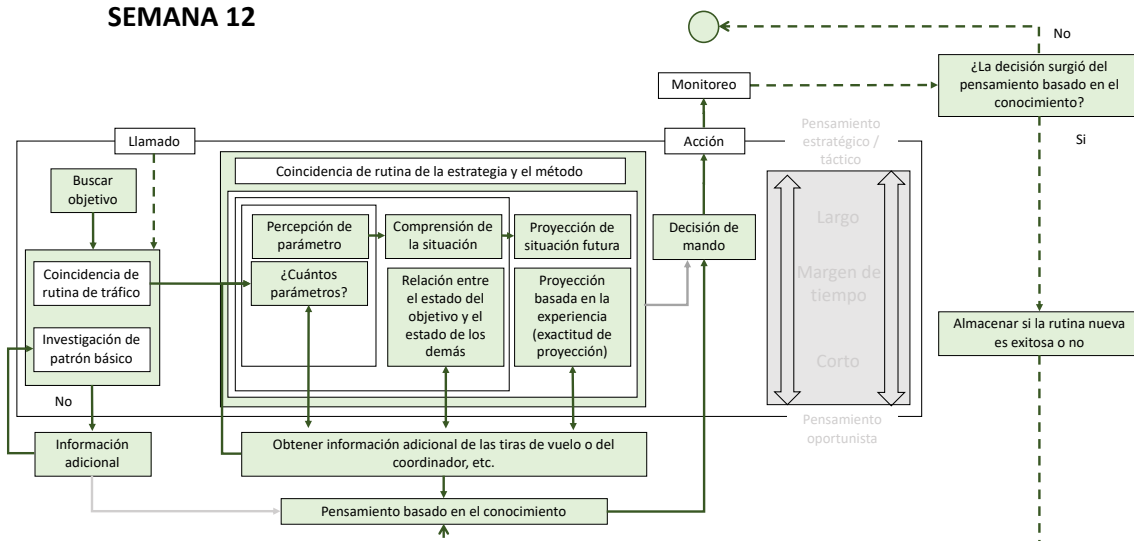 SEMANA 12
No
¿La decisión surgió del
pensamiento basado en el
conocimiento?
Monitoreo
Pensamiento
estratégico /
táctico
Si
Llamado
Acción
Buscar
objetivo
Coincidencia de rutina de la estrategia y el método
Percepción de
parámetro
Comprensión de
la situación
Proyección de
situación futura
Decisión de
mando
Largo
Coincidencia de
rutina de tráfico
¿Cuántos
parámetros?
Relación entre
el estado del
objetivo y el
estado de los
demás
Proyección
basada en la
experiencia
(exactitud de
proyección)
Margen de
tiempo
Investigación de
patrón básico
Almacenar si la rutina nueva
es exitosa o no
Corto
No
Pensamiento
oportunista
Información
adicional
Obtener información adicional de las tiras de vuelo o del
coordinador, etc.
Pensamiento basado en el conocimiento